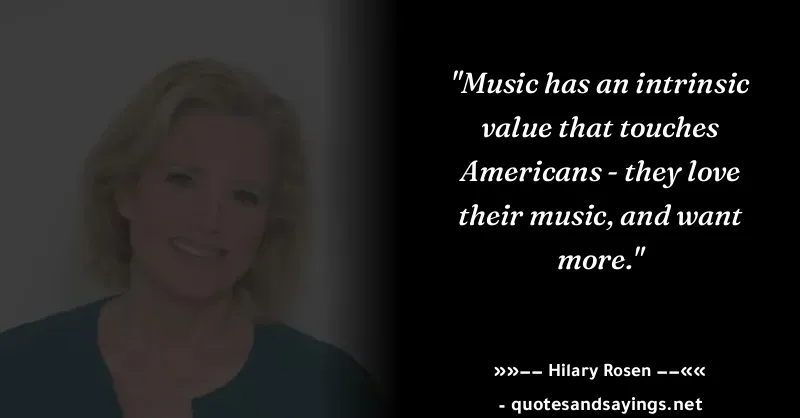 "Music has an intrinsic
value that touches
Americans - they love
their music, and want
more."
»»–– Hilary Rosen ––««
- quotesandsayings.net